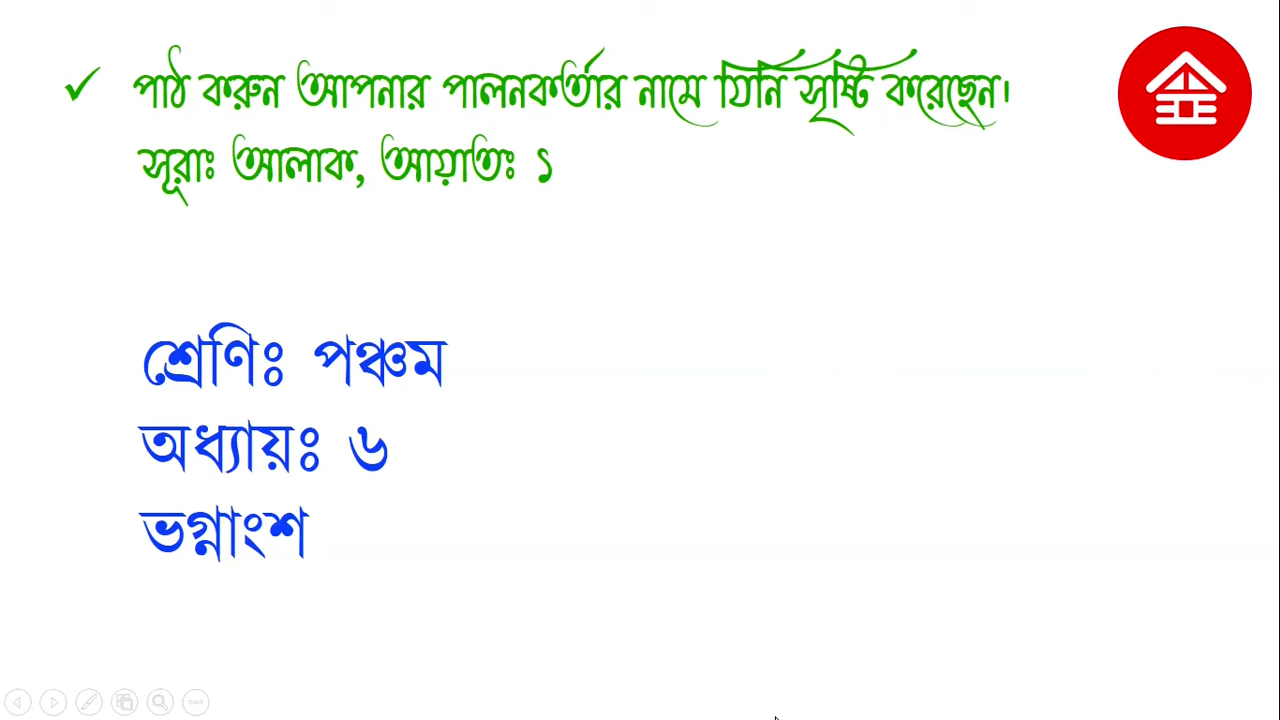 ✓ পাঠ করুন আপনার পালনকর্তার নামে যিনি সৃষ্টি করেছেন।
সূরাঃ আলাক, আয়াতঃ ১
শ্রেণিঃ পঞ্চম
অধ্যায়ঃ ৬
ভগ্নাংশ